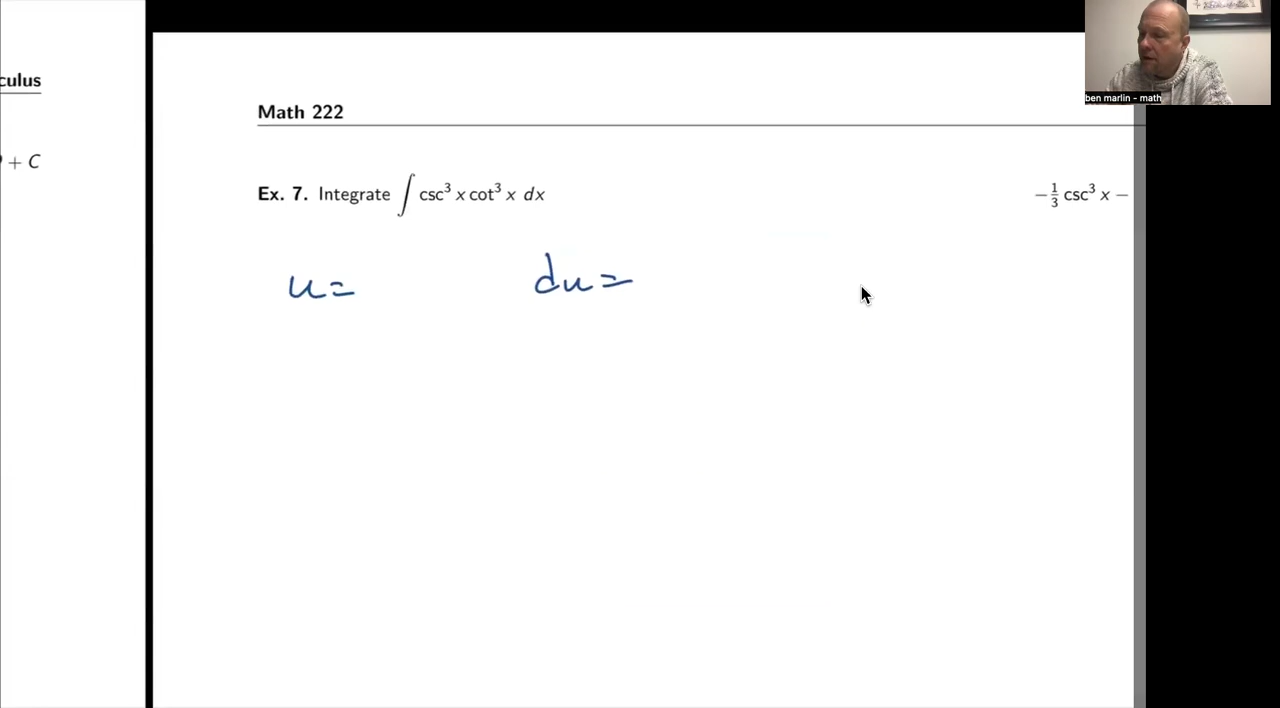 culus
+ C
Math 222
Ex. 7. Integrate ∫ csc³ x cot³ x dx
−⅓ csc³ x −
u= du=
ben marlin - math